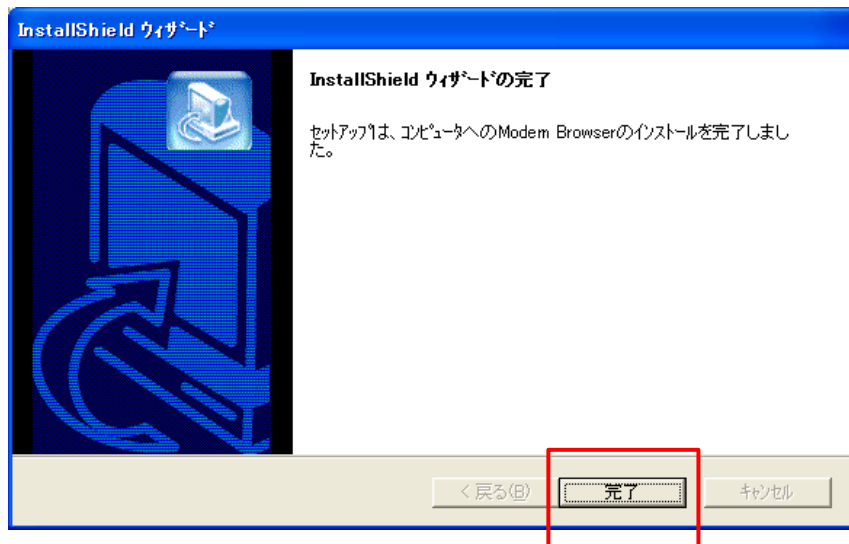 InstallShield ウィザード
InstallShield ウィザードの完了
セットアップは、コンピュータへのModem Browserのインストールを完了しまし
た。
< 戻る(B)
完了
キャンセル